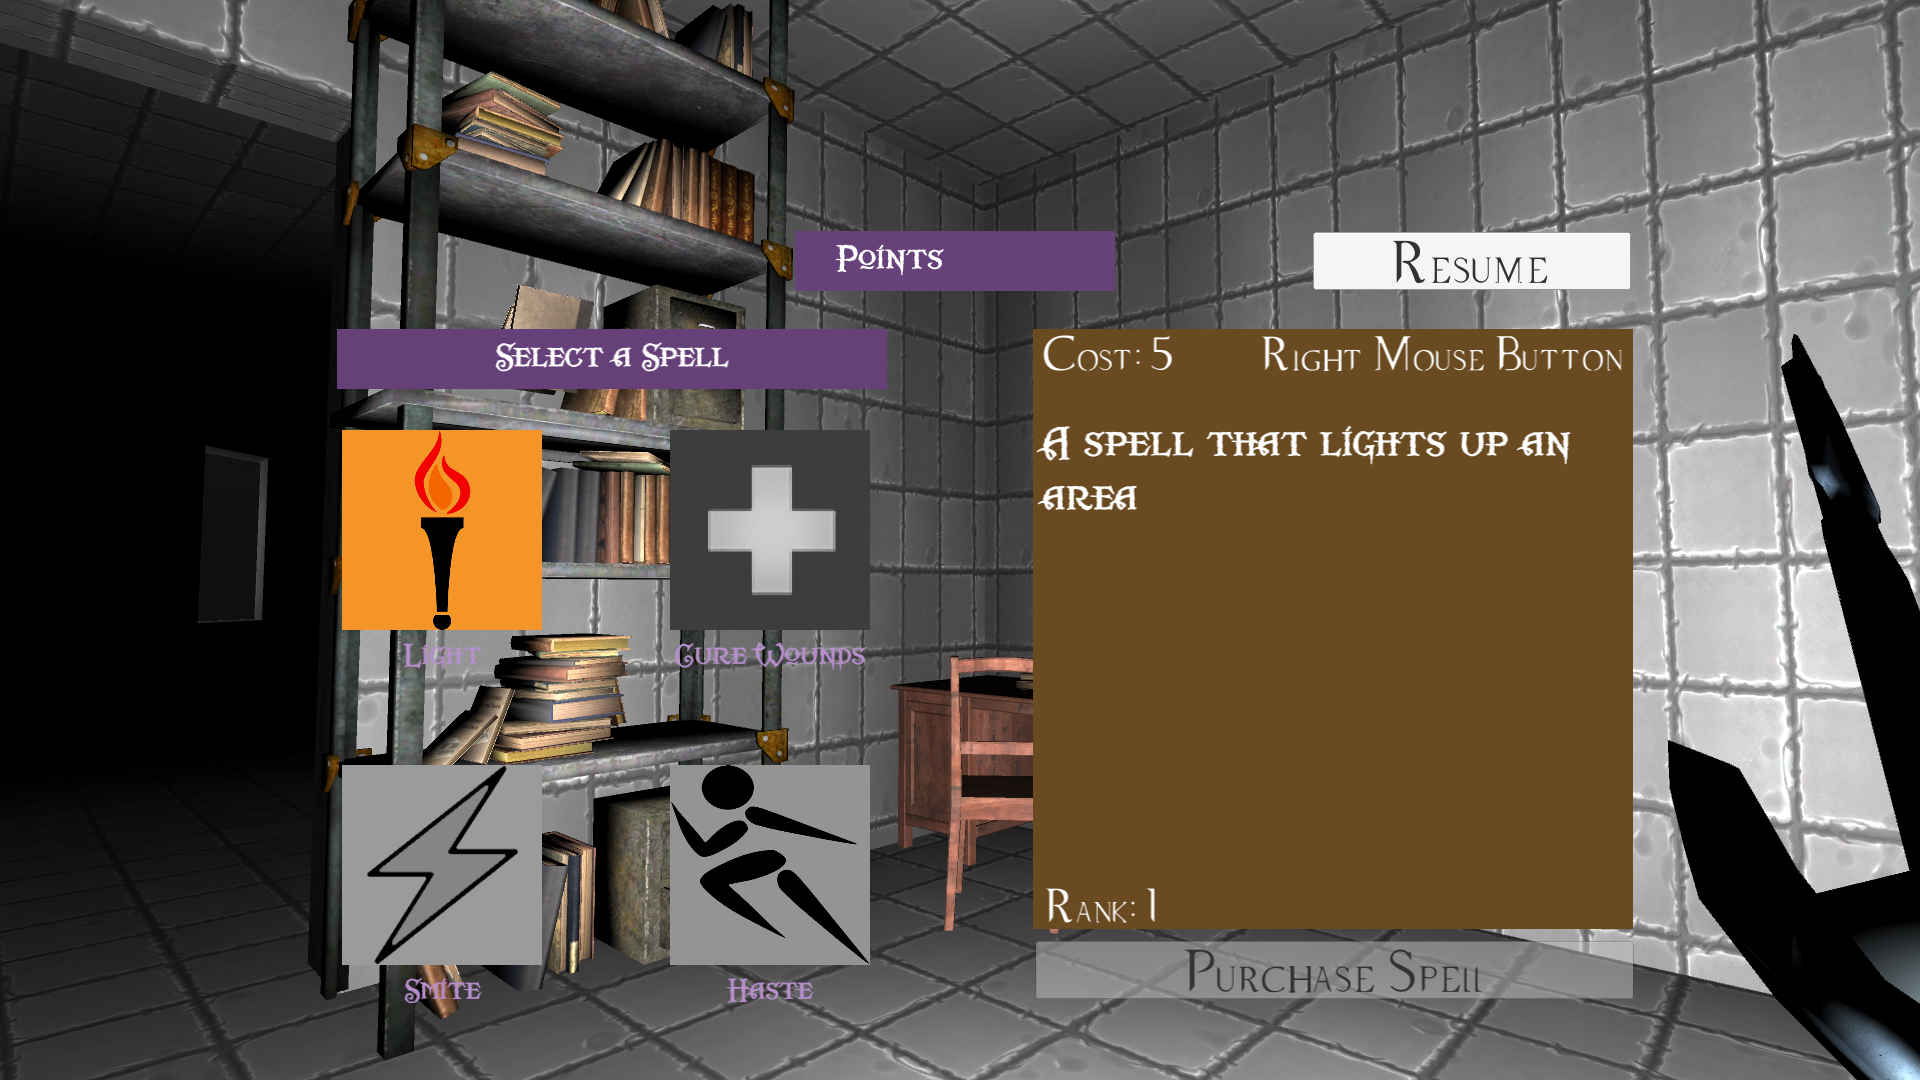 Points
Resume
Select a Spell
Cost: 5
Right Mouse Button
A spell that lights up an
area
Light
Cure Wounds
Rank: 1
Purchase Spell
Smite
Haste